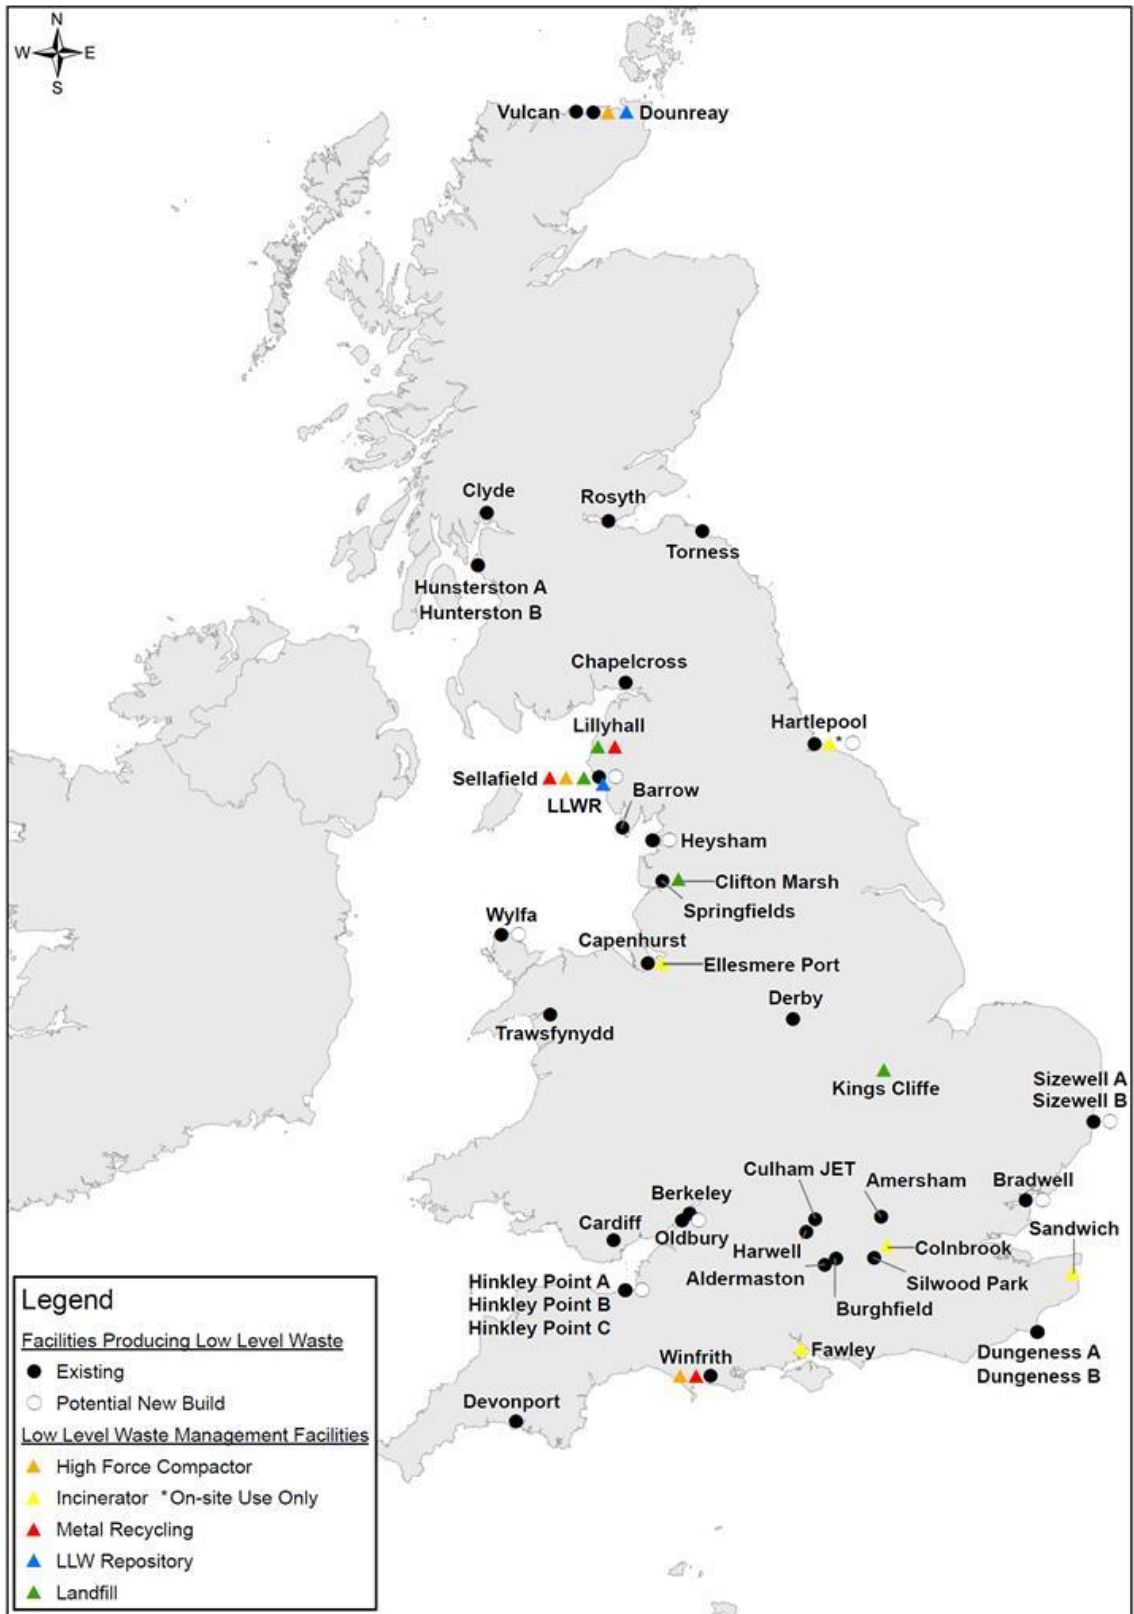 N
W E
S
Vulcan
Dounreay
Clyde
Rosyth
Torness
Hunsterston A
Hunterston B
Chapelcross
Lillyhall
Hartlepool
*
Sellafield
LLWR
Barrow
Heysham
Clifton Marsh
Springfields
Wylfa
Capenhurst
Ellesmere Port
Derby
Trawsfynydd
Kings Cliffe
Sizewell A
Sizewell B
Culham JET
Amersham
Bradwell
Berkeley
Oldbury
Sandwich
Cardiff
Harwell
Colnbrook
Aldermaston
Silwood Park
Burghfield
Hinkley Point A
Hinkley Point B
Hinkley Point C
Winfrith
Fawley
Dungeness A
Dungeness B
Devonport
Legend
Facilities Producing Low Level Waste
Existing
Potential New Build
Low Level Waste Management Facilities
High Force Compactor
Incinerator *On-site Use Only
Metal Recycling
LLW Repository
Landfill